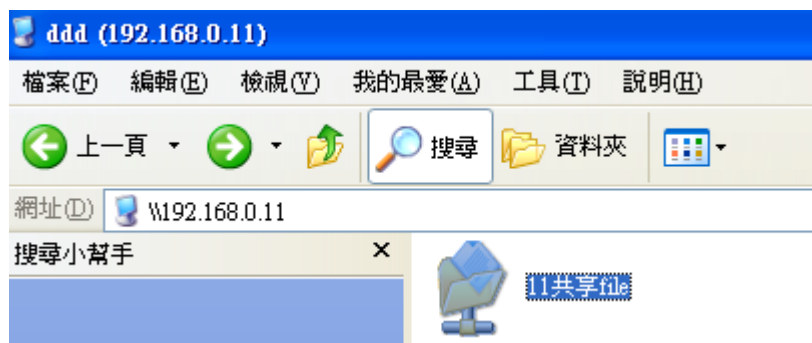 ddd (192.168.0.11)
檔案(F) 編輯(E) 檢視(V) 我的最愛(A) 工具(T) 說明(H)
上一頁 搜尋 資料夾
網址(D) \\192.168.0.11
搜尋小幫手 ×
11共享file